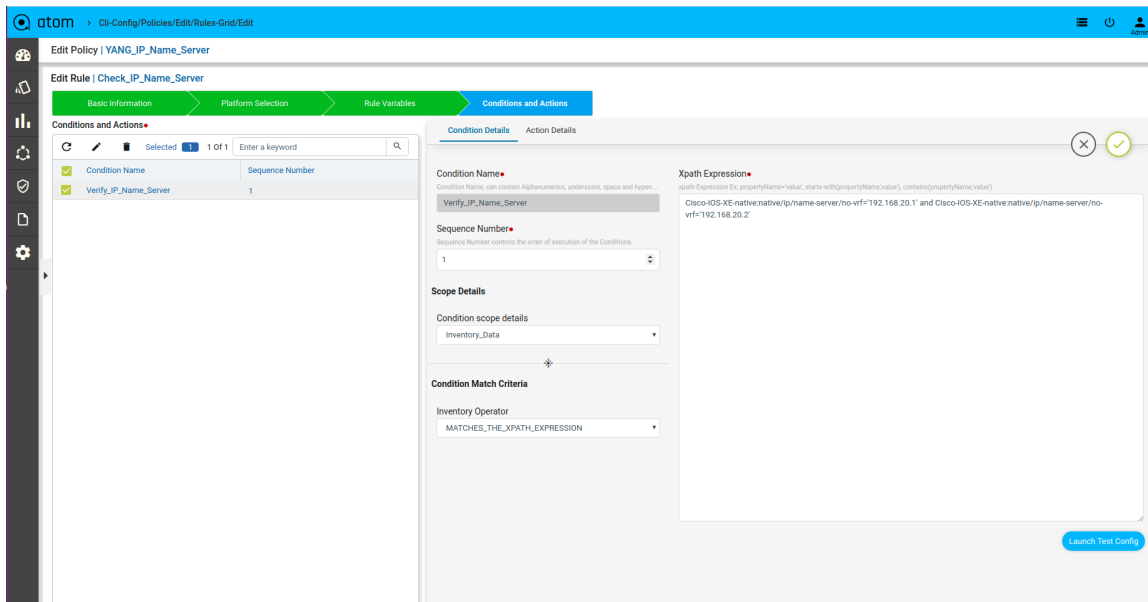 atom > Cli-Config/Policies/Edit/Rules-Grid/Edit
Admin
Edit Policy | YANG_IP_Name_Server
Edit Rule | Check_IP_Name_Server
Basic Information
Platform Selection
Rule Variables
Conditions and Actions
Conditions and Actions
Selected 1 1 Of 1 Enter a keyword
Condition Name Sequence Number
Verify_IP_Name_Server 1
Condition Details Action Details
Condition Name
Condition Name, can contain Alphanumerics, underscore, space and hypen ...
Verify_IP_Name_Server
Sequence Number
Sequence Number controls the order of execution of the Conditions.
1
Scope Details
Condition scope details
Inventory_Data
Condition Match Criteria
Inventory Operator
MATCHES_THE_XPATH_EXPRESSION
Xpath Expression
xpath Expression Ex: propertyName='value', starts-with(propertyName,'value'), contains(propertyName,'value')
Cisco-IOS-XE-native:native/ip/name-server/no-vrf='192.168.20.1' and Cisco-IOS-XE-native:native/ip/name-server/no-
vrf='192.168.20.2'
Launch Test Config